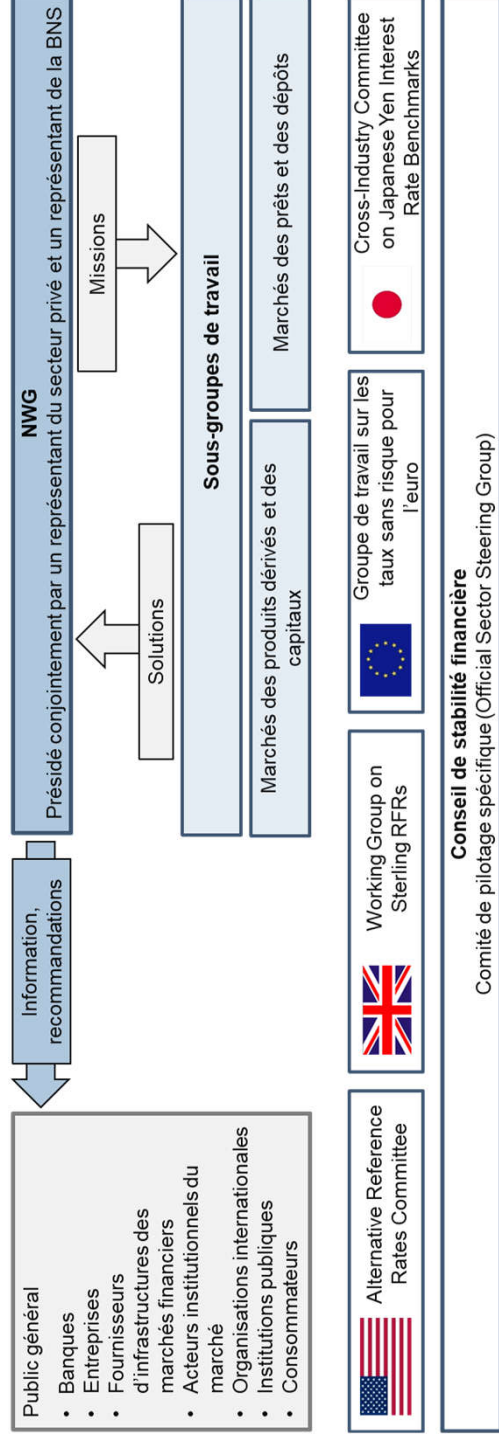 Public général
• Banques
• Entreprises
• Fournisseurs
d'infrastructures des
marchés financiers
• Acteurs institutionnels du
marché
• Organisations internationales
• Institutions publiques
• Consommateurs
Information,
recommandations
NWG
Présidé conjointement par un représentant du secteur privé et un représentant de la BNS
Solutions
Missions
Sous-groupes de travail
Marchés des produits dérivés et des
capitaux
Marchés des prêts et des dépôts
Alternative Reference
Rates Committee
Working Group on
Sterling RFRs
Groupe de travail sur les
taux sans risque pour
l'euro
Cross-Industry Committee
on Japanese Yen Interest
Rate Benchmarks
Conseil de stabilité financière
Comité de pilotage spécifique (Official Sector Steering Group)